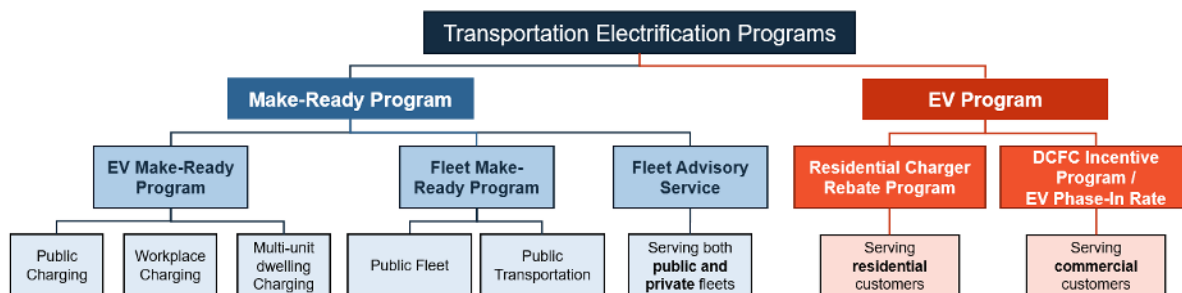 Transportation Electrification Programs
Make-Ready Program
EV Program
EV Make-Ready
Program
Fleet Make-
Ready Program
Fleet Advisory
Service
Residential Charger
Rebate Program
DCFC Incentive
Program /
EV Phase-In Rate
Public
Charging
Workplace
Charging
Multi-unit
dwelling
Charging
Public Fleet
Public
Transportation
Serving both
public and
private fleets
Serving
residential
customers
Serving
commercial
customers